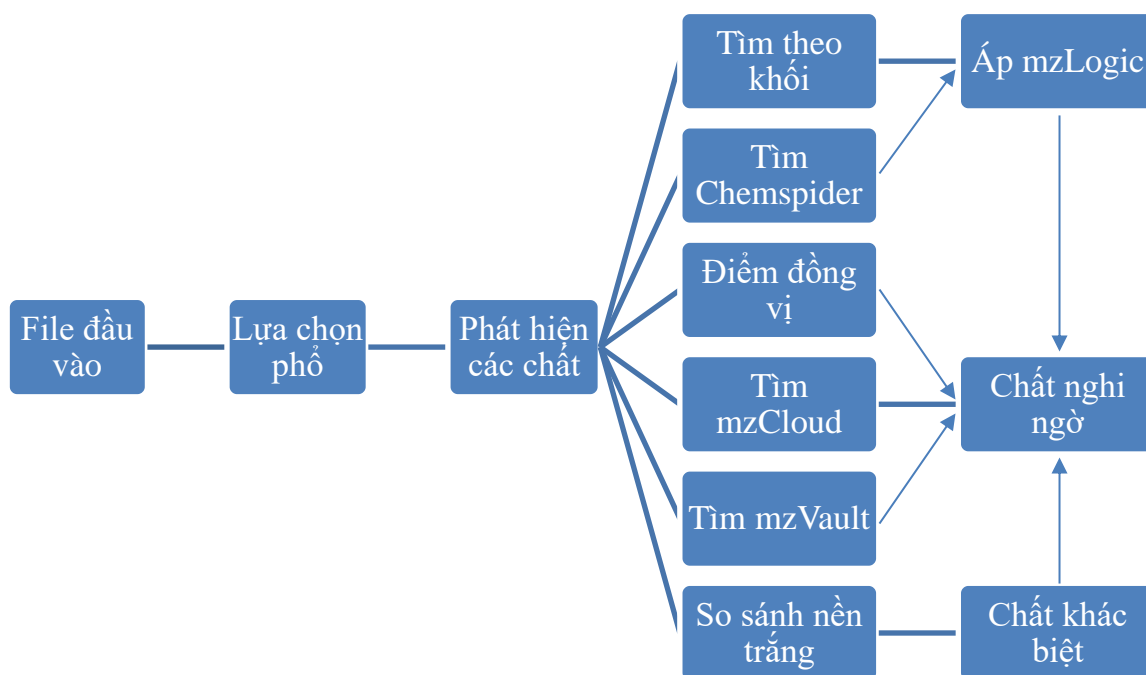 File đầu
vào
Lựa chọn
phổ
Phát hiện
các chất
Tìm theo
khối
Tìm
Chemspider
Điểm đồng
vị
Tìm
mzCloud
Tìm mzVault
So sánh nền
trắng
Áp mzLogic
Chất nghi
ngờ
Chất khác
biệt